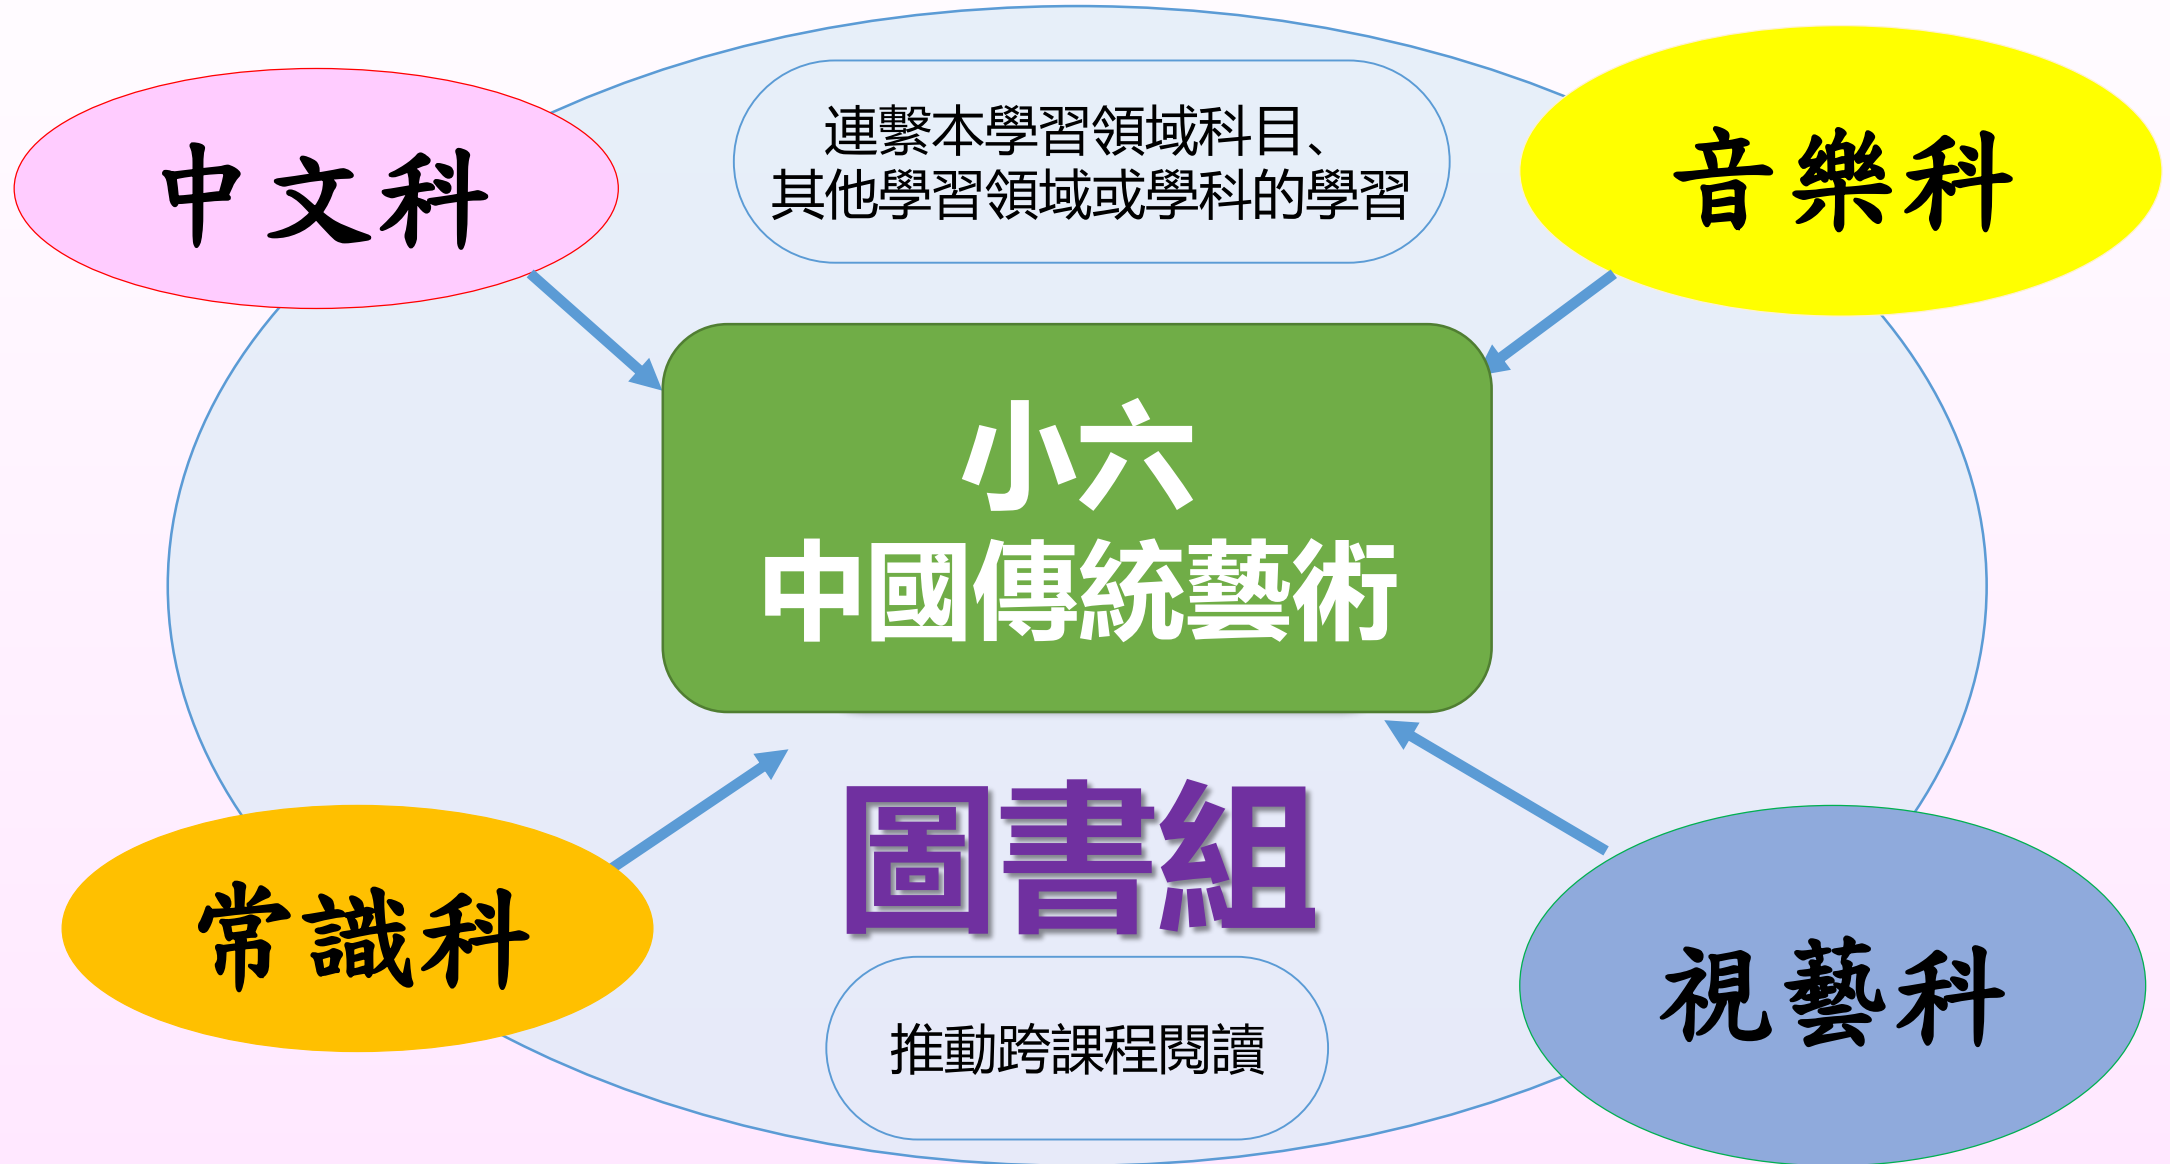 中文科
連繫本學習領域科目、
其他學習領域或學科的學習
音樂科
小六
中國傳統藝術
圖書組
常識科
視藝科
推動跨課程閱讀